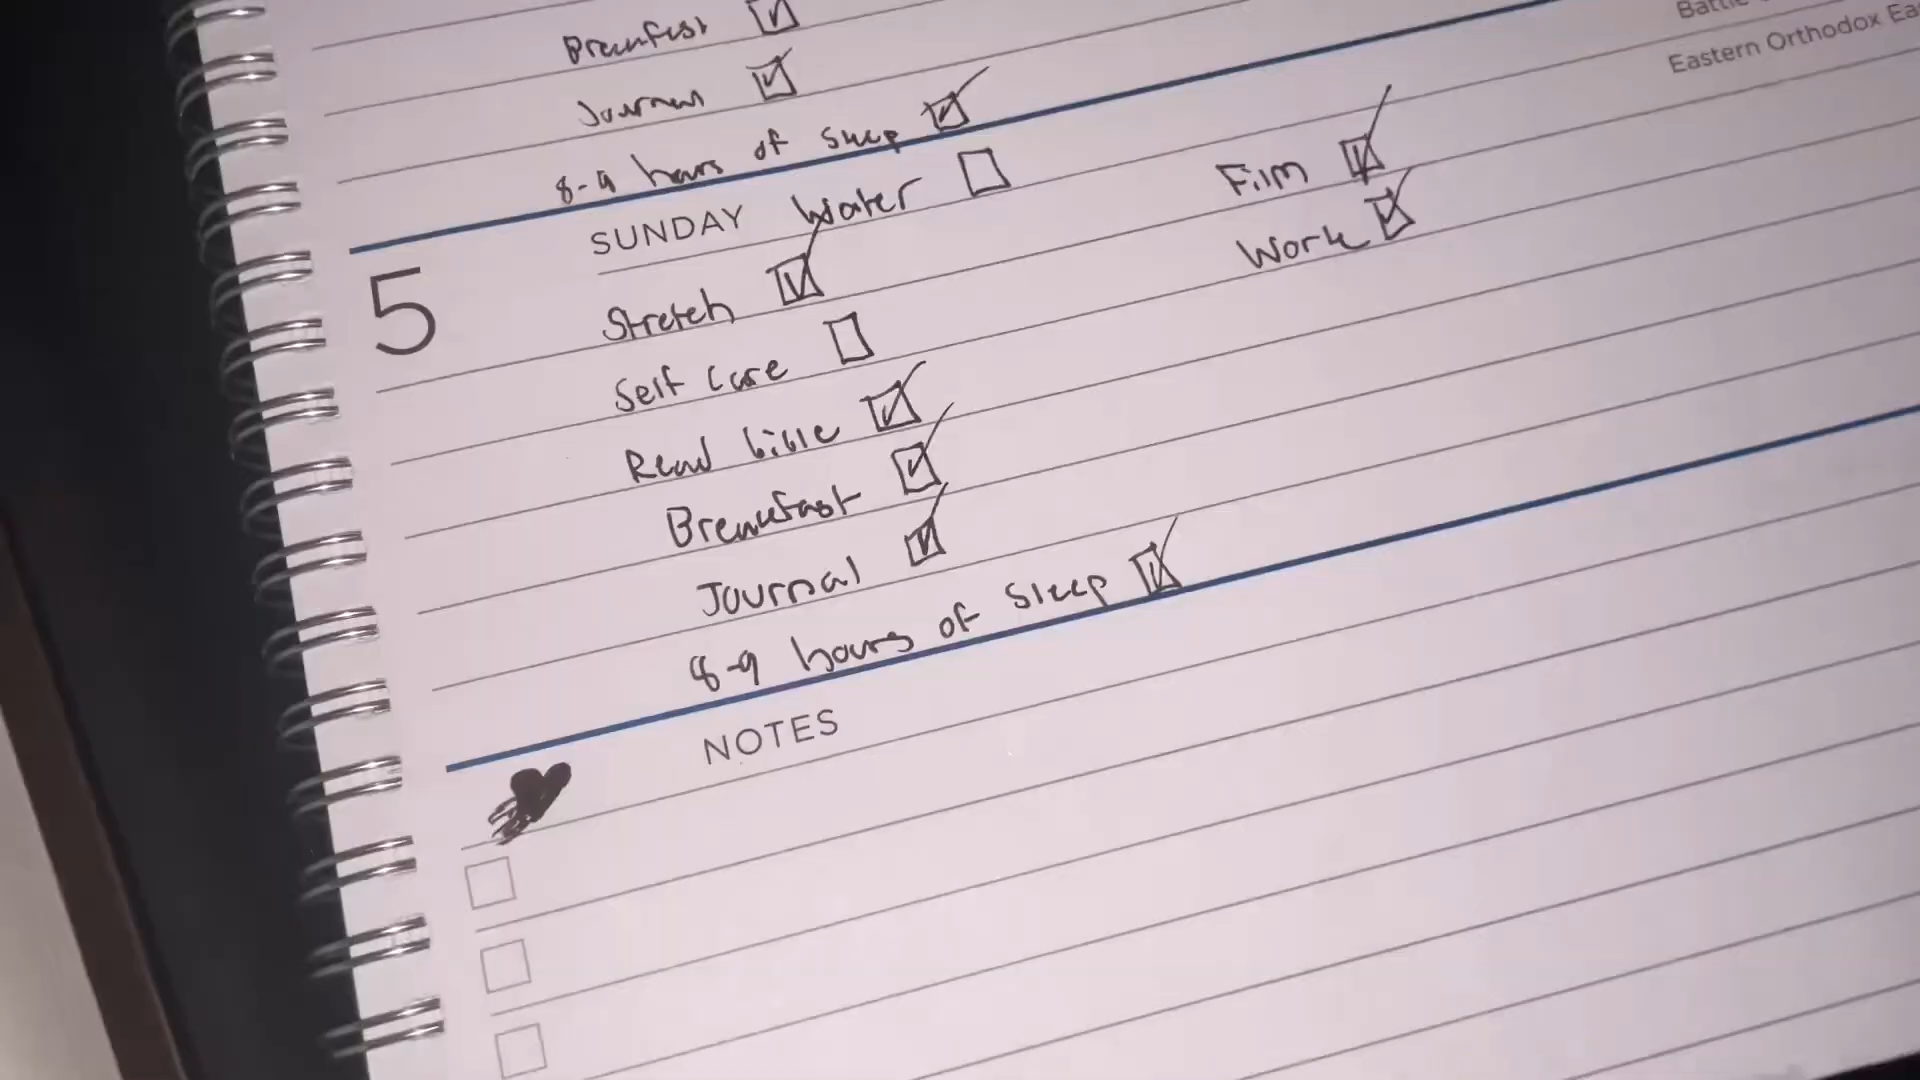 Breakfast
Journal
8-9 hours of sleep
Eastern Orthodox Ea
SUNDAY Water
5
Stretch
Self Care
Read bible
Breakfast
Journal
8-9 hours of Sleep
Film
Work
NOTES